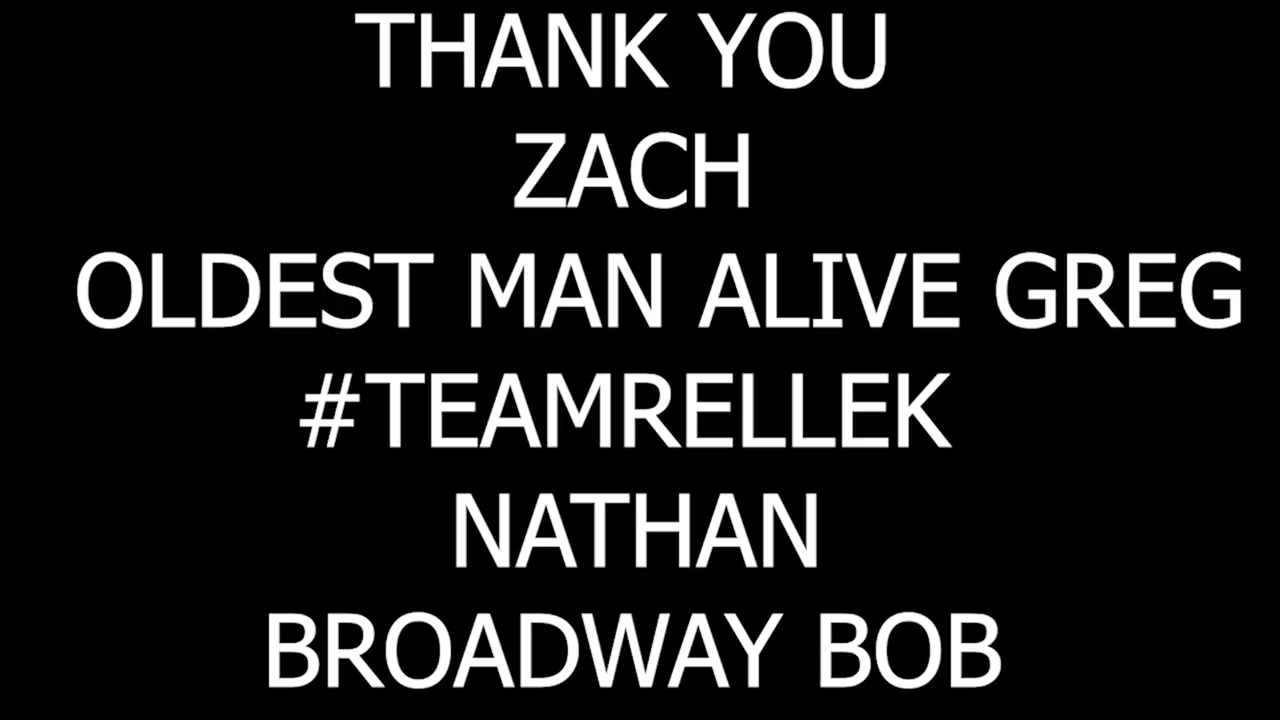 THANK YOU
ZACH
OLDEST MAN ALIVE GREG
#TEAMRELLEK
NATHAN
BROADWAY BOB